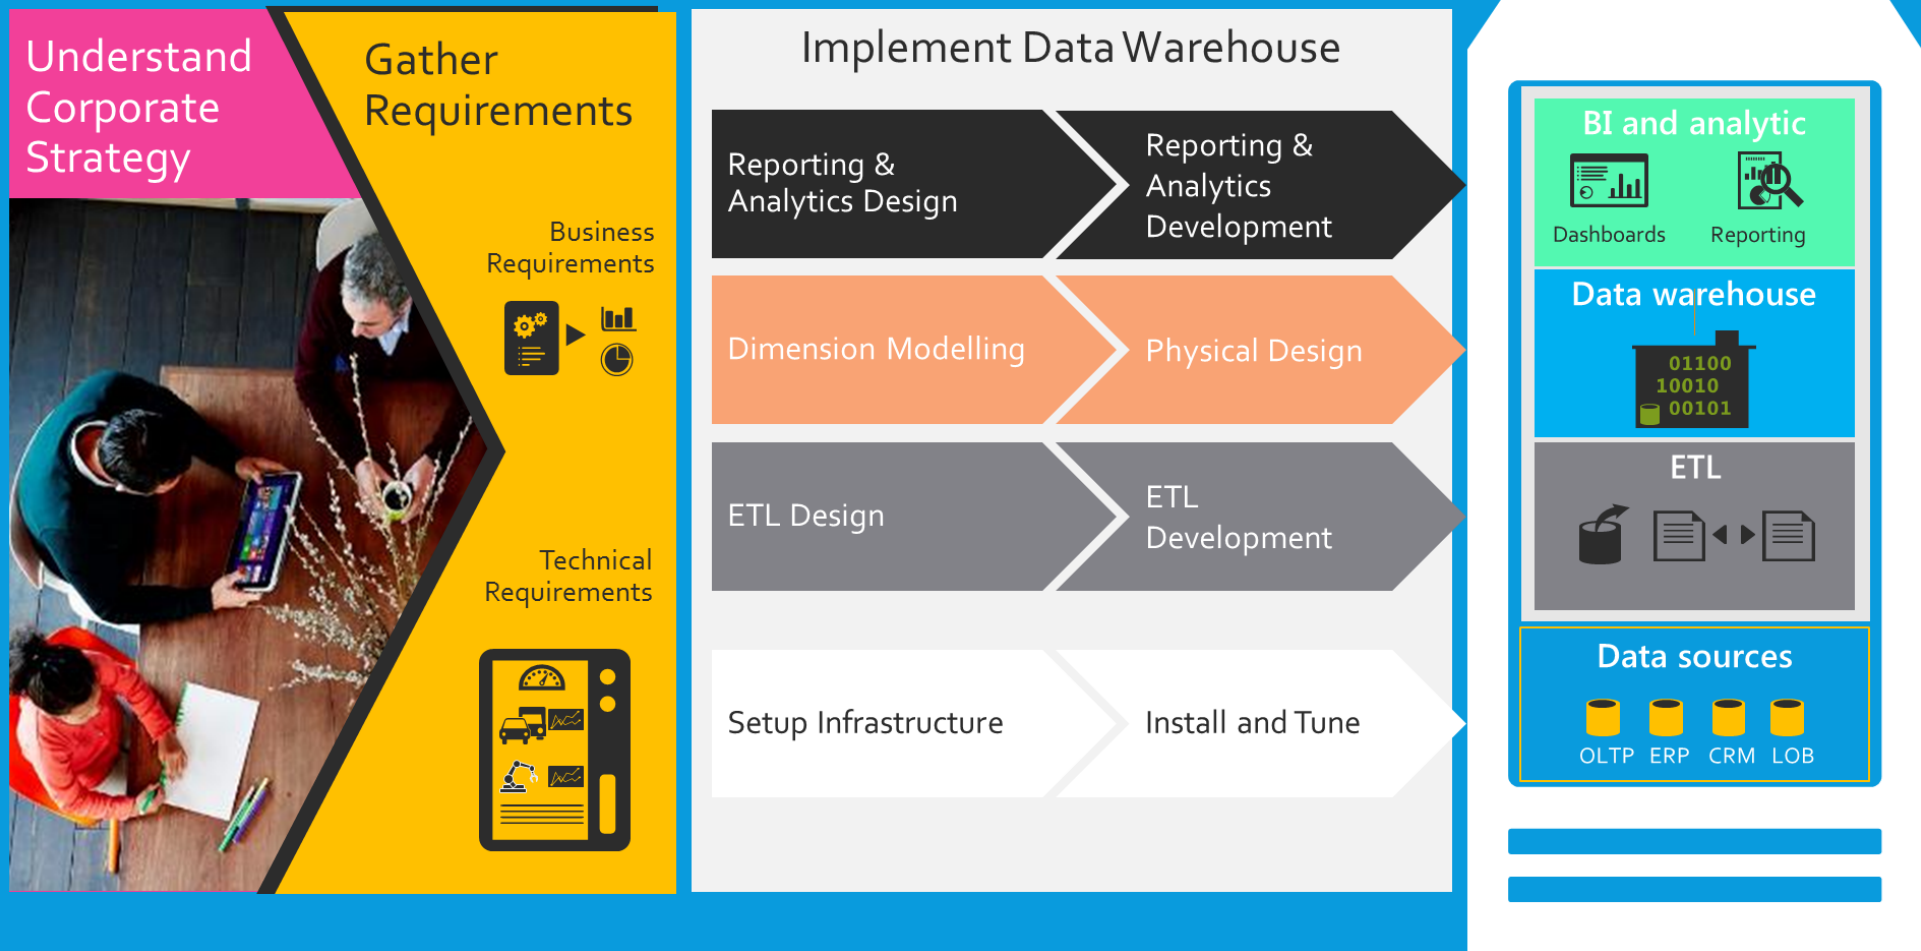 Understand
Corporate
Strategy
Gather
Requirements
Business
Requirements
Technical
Requirements
Implement Data Warehouse
Reporting &
Analytics Design
Reporting &
Analytics
Development
Dimension Modelling
Physical Design
ETL Design
ETL
Development
Setup Infrastructure
Install and Tune
BI and analytic
Dashboards
Reporting
Data warehouse
01100
10010
00101
ETL
Data sources
OLTP
ERP
CRM
LOB